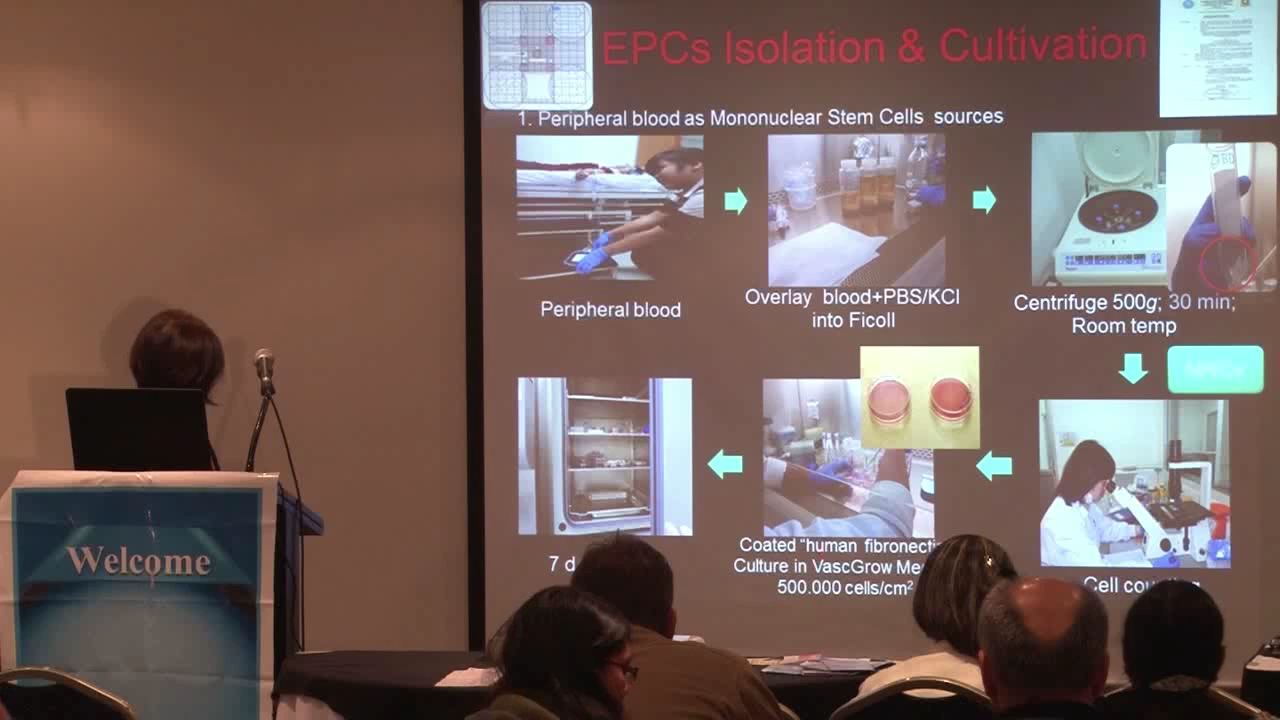 EPCs Isolation & Cultivation
1. Peripheral blood as Mononuclear Stem Cells sources
Peripheral blood
Overlay blood+PBS/KCl
into Ficoll
Centrifuge 500g; 30 min;
Room temp
7 d
Coated "human fibronectin
Culture in VascGrow Me
500.000 cells/cm²
Cell cou
Welcome